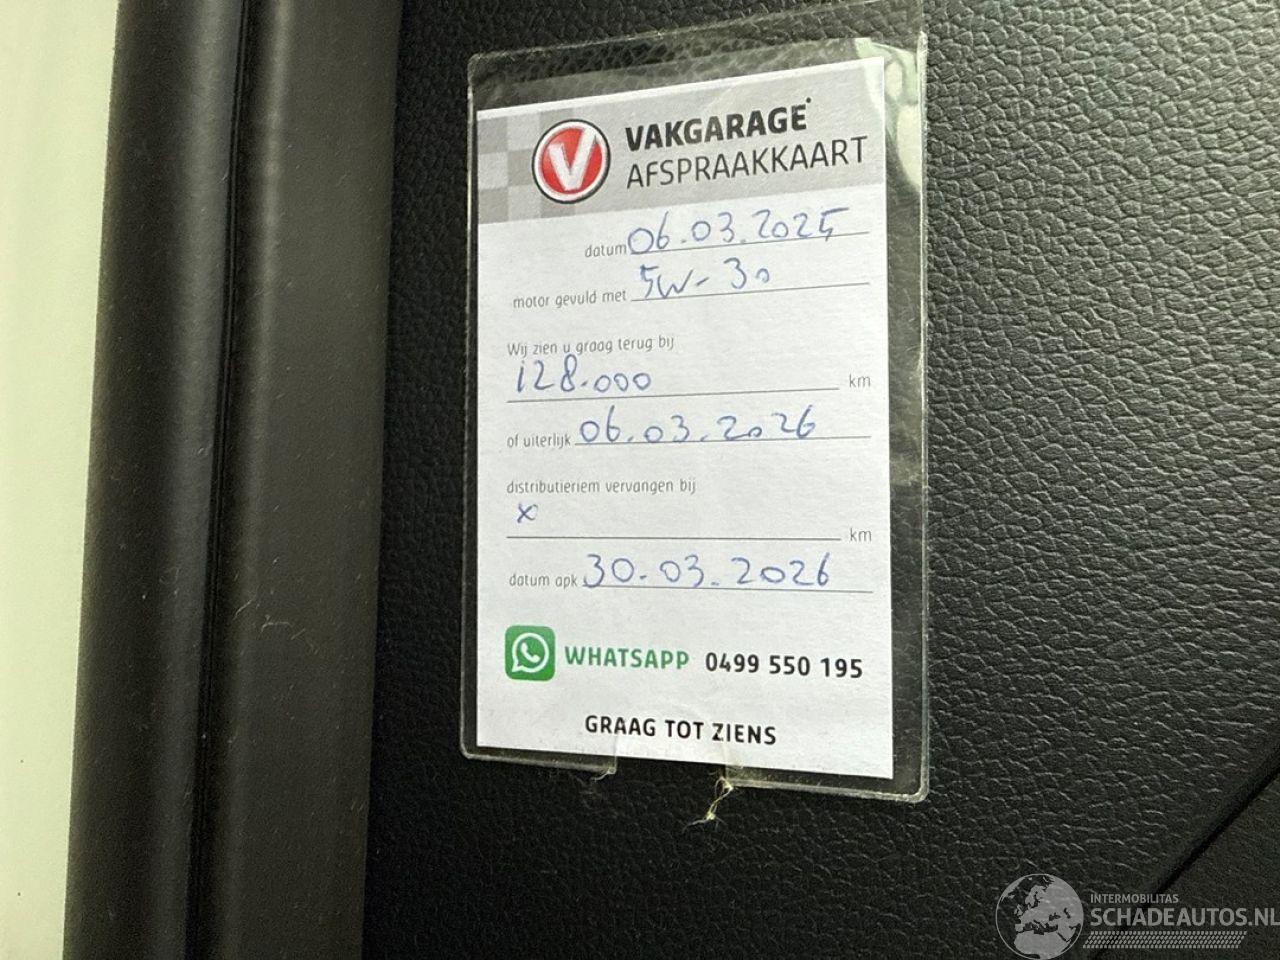 V
VAKGARAGE
AFSPRAAKKAART
datum 06.03.2025
motor gevuld met 5W-30
Wij zien u graag terug bij
128.000 km
of uiterlijk 06.03.2026
distributieriem vervangen bij
x km
datum apk 30-03.2026
WHATSAPP 0499 550 195
GRAAG TOT ZIENS
INTERMOBILITAS
SCHADEAUTOS.NL